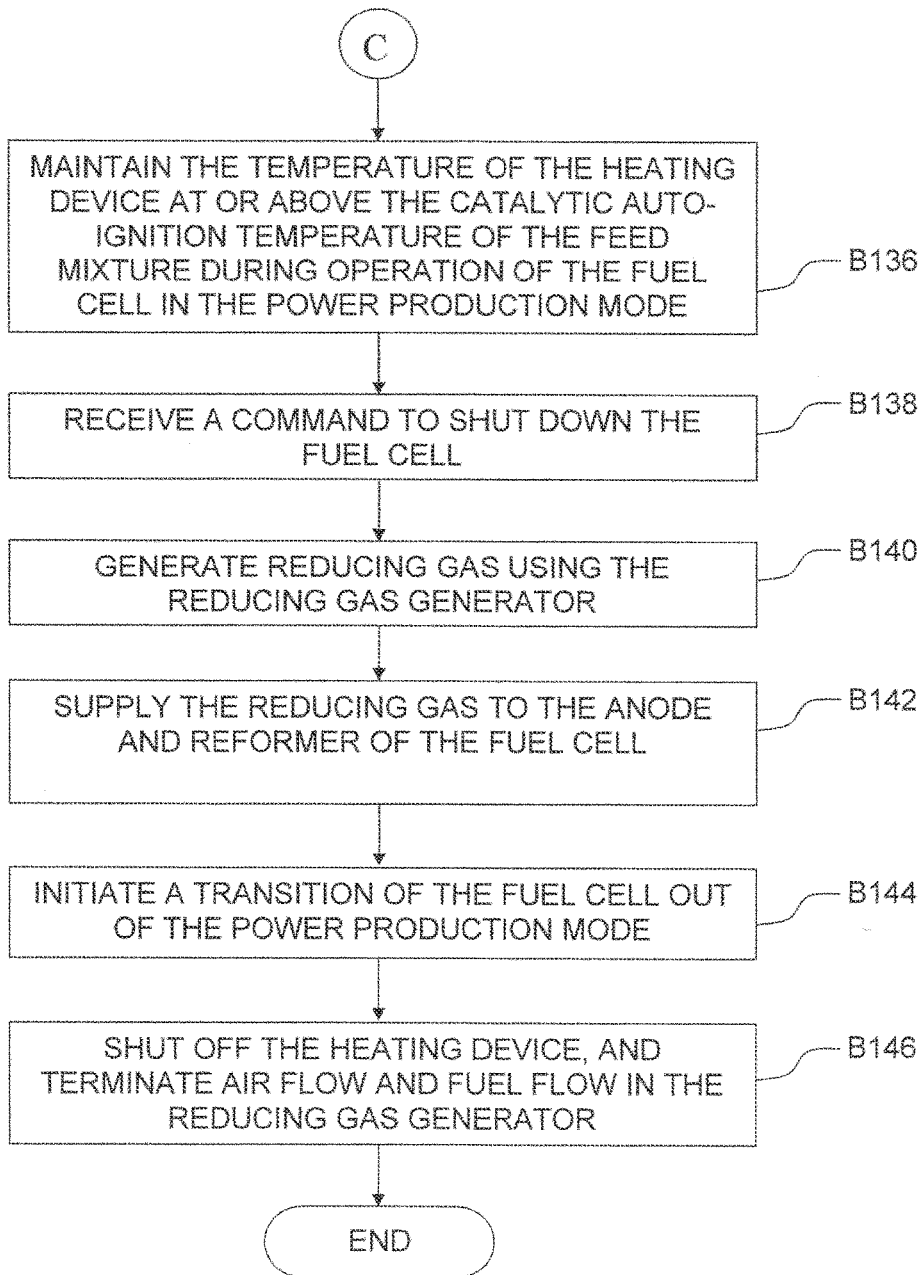 C
MAINTAIN THE TEMPERATURE OF THE HEATING
DEVICE AT OR ABOVE THE CATALYTIC AUTO-
IGNITION TEMPERATURE OF THE FEED
MIXTURE DURING OPERATION OF THE FUEL
CELL IN THE POWER PRODUCTION MODE
B136
RECEIVE A COMMAND TO SHUT DOWN THE
FUEL CELL
B138
GENERATE REDUCING GAS USING THE
REDUCING GAS GENERATOR
B140
SUPPLY THE REDUCING GAS TO THE ANODE
AND REFORMER OF THE FUEL CELL
B142
INITIATE A TRANSITION OF THE FUEL CELL OUT
OF THE POWER PRODUCTION MODE
B144
SHUT OFF THE HEATING DEVICE, AND
TERMINATE AIR FLOW AND FUEL FLOW IN THE
REDUCING GAS GENERATOR
B146
END